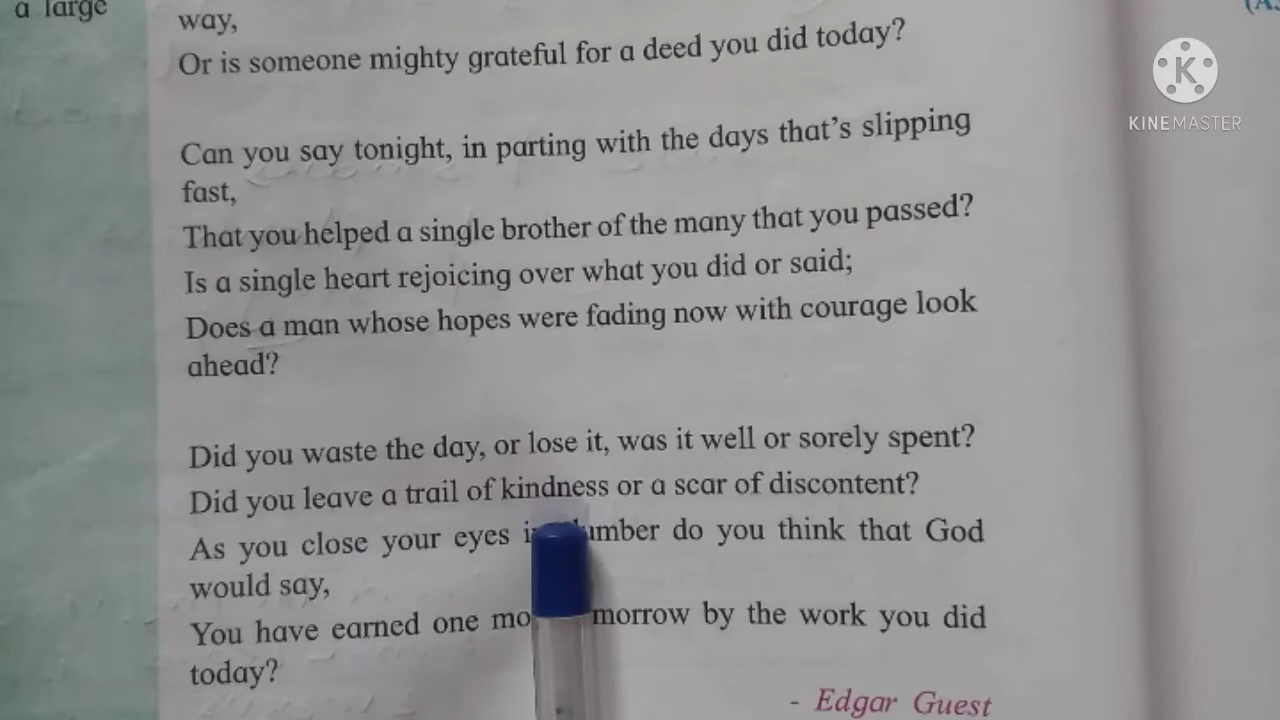 a large
way,
Or is someone mighty grateful for a deed you did today?
Can you say tonight, in parting with the days that's slipping
fast,
That you helped a single brother of the many that you passed?
Is a single heart rejoicing over what you did or said;
Does a man whose hopes were fading now with courage look
ahead?
Did you waste the day, or lose it, was it well or sorely spent?
Did you leave a trail of kindness or a scar of discontent?
As you close your eyes umber do you think that God
would say,
You have earned one mo morrow by the work you did
today?
- Edgar Guest
K
KINEMASTER